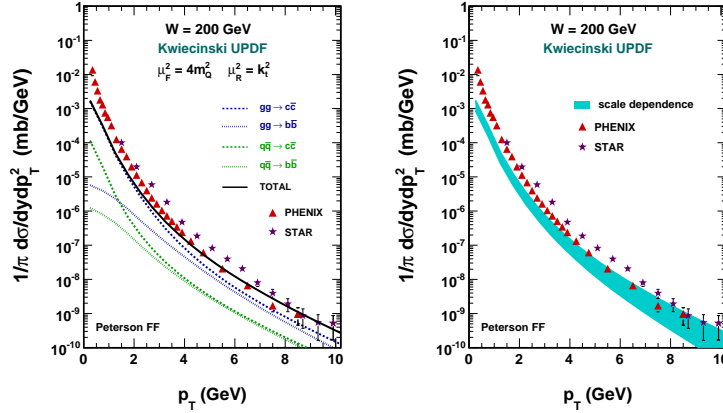 W = 200 GeV
Kwiecinski UPDF
μ_F^2 = 4m_Q^2   μ_R^2 = k_t^2
gg → cc̄
gg → bb̄
qq̄ → cc̄
qq̄ → bb̄
TOTAL
PHENIX
STAR
Peterson FF
1/π dσ/dydp_T^2 (mb/GeV)
1
10^-1
10^-2
10^-3
10^-4
10^-5
10^-6
10^-7
10^-8
10^-9
10^-10
0 2 4 6 8 10
p_T (GeV)
W = 200 GeV
Kwiecinski UPDF
scale dependence
PHENIX
STAR
Peterson FF
1/π dσ/dydp_T^2 (mb/GeV)
1
10^-1
10^-2
10^-3
10^-4
10^-5
10^-6
10^-7
10^-8
10^-9
10^-10
0 2 4 6 8 10
p_T (GeV)